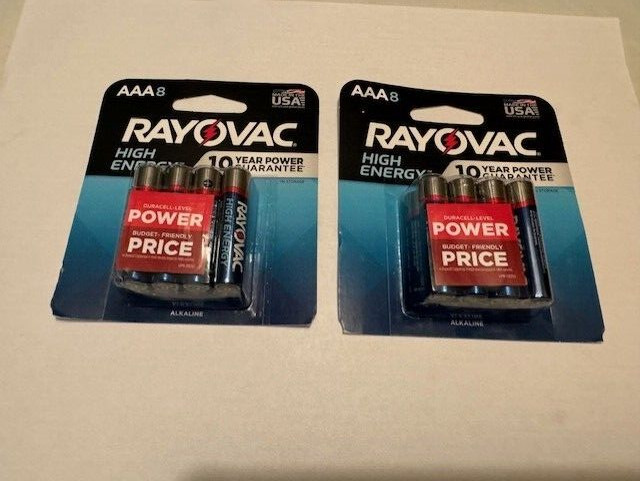 AAA8
MADE IN THE
USA
RAYOVAC
HIGH
ENERGY
10 YEAR POWER
GUARANTEE
DURACELL-LEVEL
POWER
BUDGET-FRIENDLY
PRICE
RAYOVAC
HIGH ENERGY
ALKALINE
AAA8
MADE IN THE
USA
RAYOVAC
HIGH
ENERGY
10 YEAR POWER
GUARANTEE
DURACELL-LEVEL
POWER
BUDGET-FRIENDLY
PRICE
ALKALINE